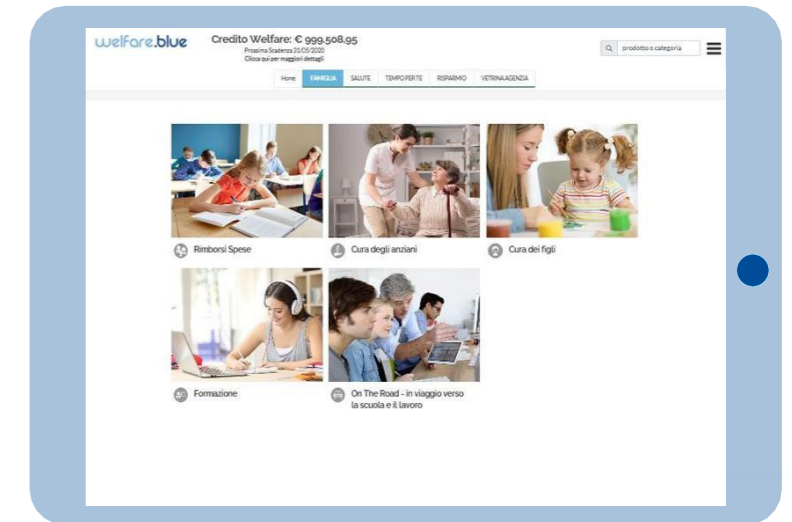 welfare.blue
Credito Welfare: € 999.508,95
Prossima Scadenza 31/05/2020
Clicca qui per maggiori dettagli
prodotto o categoria
Home FAMIGLIA SALUTE TEMPO PER TE RISPARMIO VETRINA AGENZIA
Rimborsi Spese
Cura degli anziani
Cura dei figli
Formazione
On The Road - in viaggio verso
la scuola e il lavoro